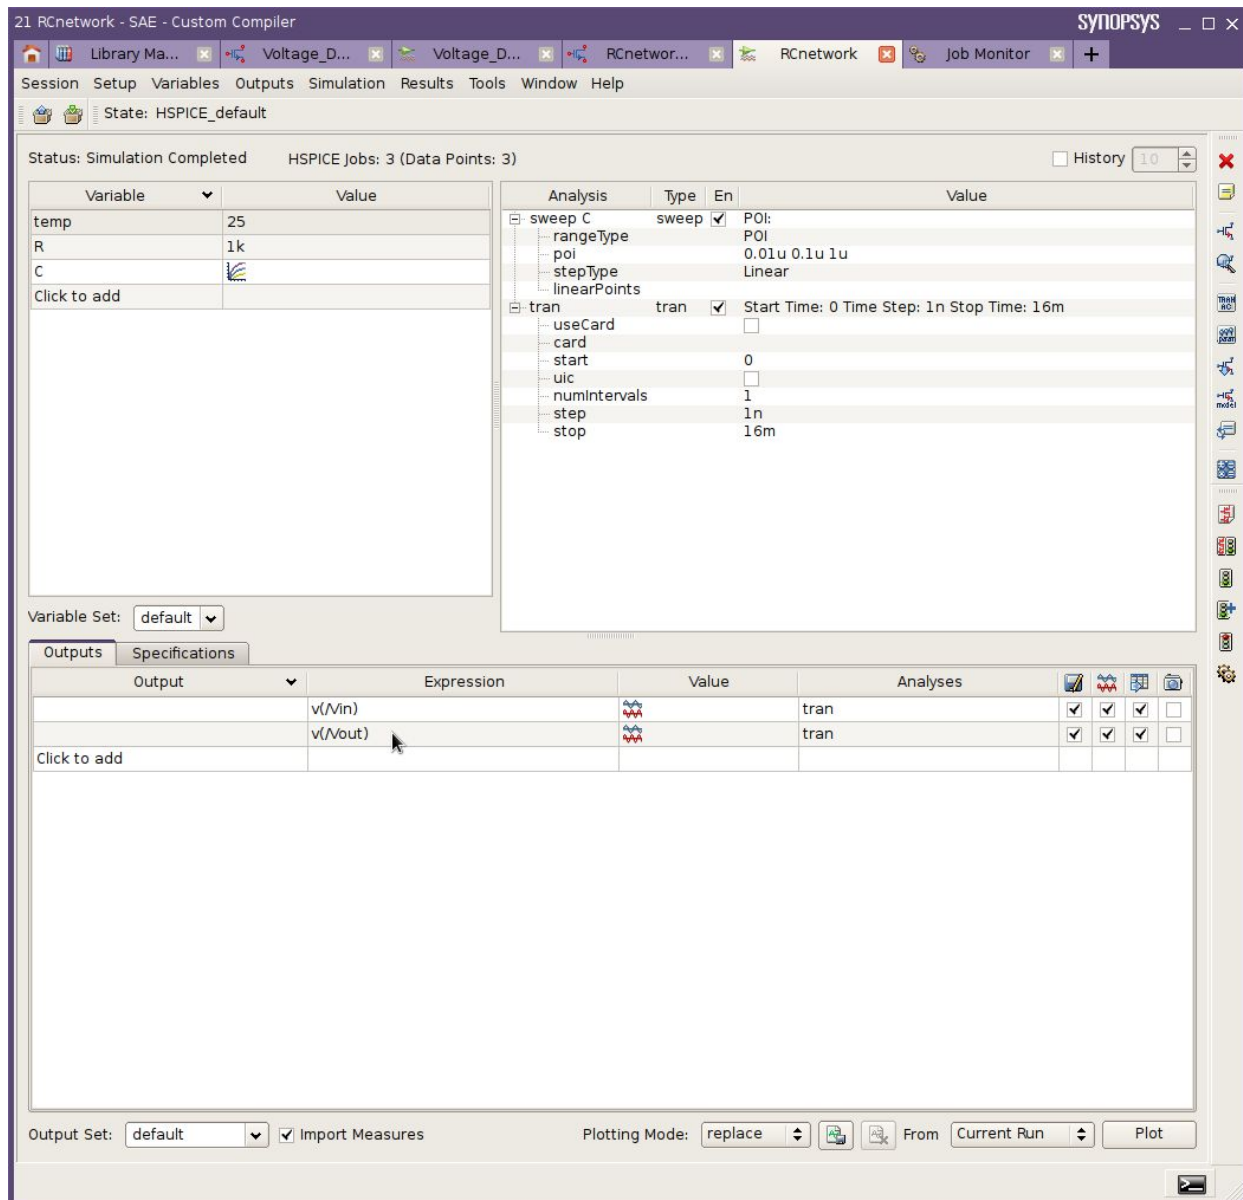 21 RCnetwork - SAE - Custom Compiler SYNOPSYS
Library Ma... Voltage_D... Voltage_D... RCnetwor... RCnetwork Job Monitor
Session Setup Variables Outputs Simulation Results Tools Window Help
State: HSPICE_default
Status: Simulation Completed HSPICE Jobs: 3 (Data Points: 3) History 10
Variable Value
temp 25
R 1k
C
Click to add
Analysis Type En Value
sweep C sweep POI:
rangeType POI
poi 0.01u 0.1u 1u
stepType Linear
linearPoints
tran tran Start Time: 0 Time Step: 1n Stop Time: 16m
useCard
card
start 0
uic
numIntervals 1
step 1n
stop 16m
Variable Set: default
Outputs Specifications
Output Expression Value Analyses
v(/Vin) tran
v(/Vout) tran
Click to add
Output Set: default Import Measures Plotting Mode: replace From Current Run Plot
TRAN
AC
model